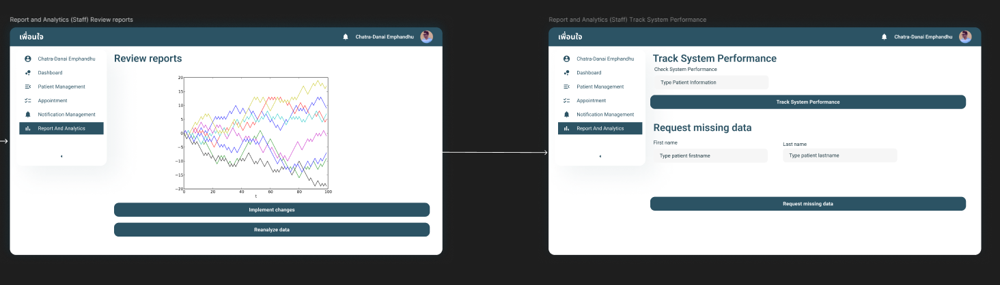 Report and Analytics (Staff) Review reports
เพื่อนใจ
Chatra-Danai Emphandhu
Chatra-Danai Emphandhu
Dashboard
Patient Management
Appointment
Notification Management
Report And Analytics
Review reports
20
15
10
5
0
−5
−10
−15
−20
0 20 40 60 80 100
t
Implement changes
Reanalyze data
Report and Analytics (Staff) Track System Performance
เพื่อนใจ
Chatra-Danai Emphandhu
Chatra-Danai Emphandhu
Dashboard
Patient Management
Appointment
Notification Management
Report And Analytics
Track System Performance
Check System Performance
Type Patient Information
Track System Performance
Request missing data
First name
Last name
Type patient firstname
Type patient lastname
Request missing data